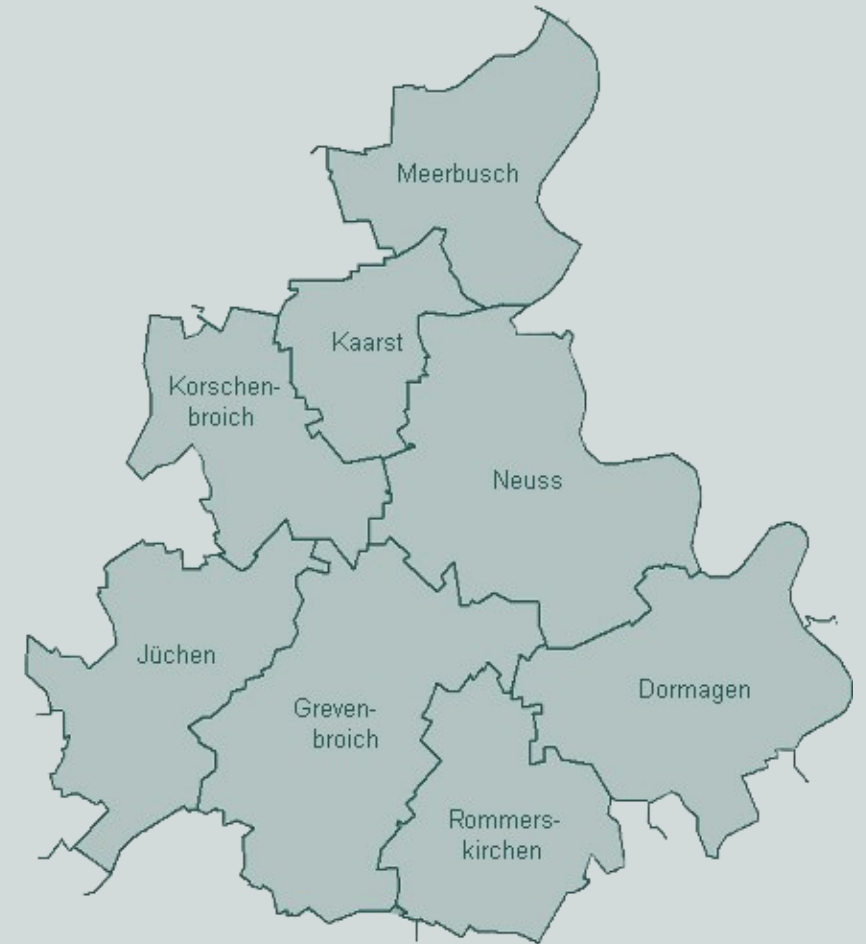 Meerbusch
Kaarst
Korschen-
broich
Neuss
Jüchen
Dormagen
Greven-
broich
Rommers-
kirchen